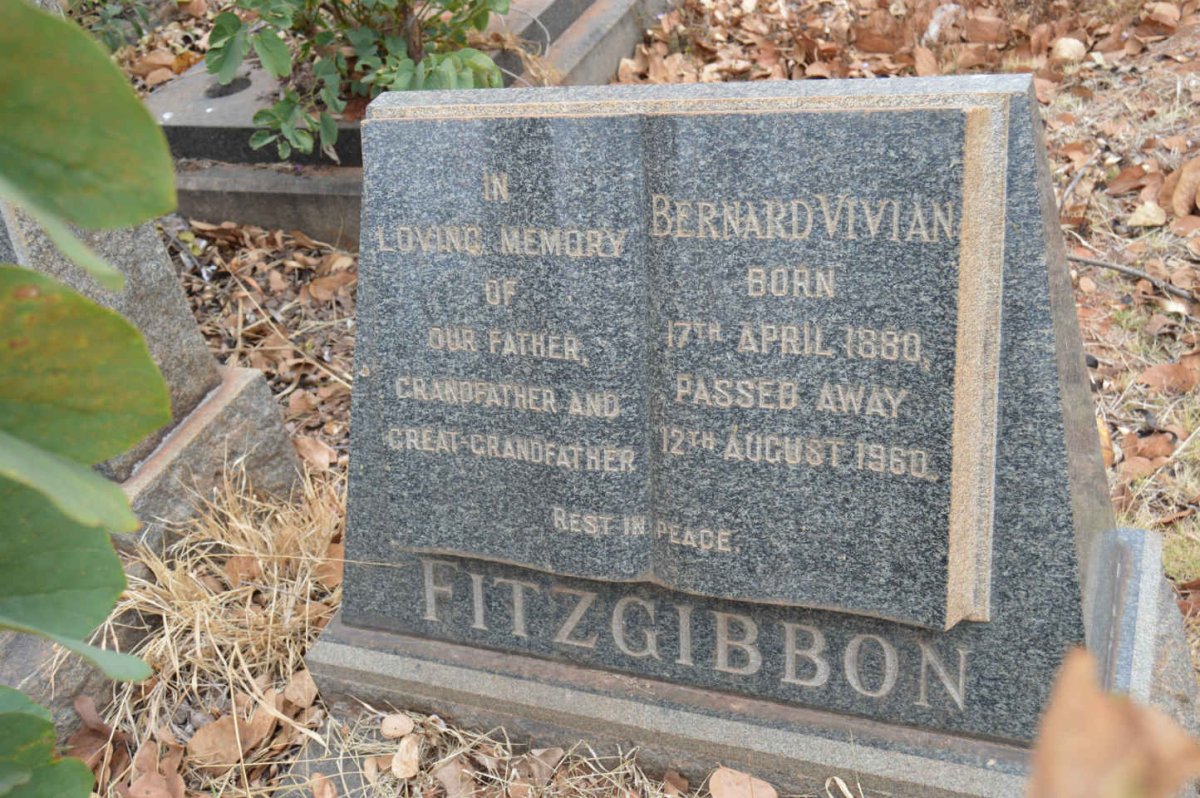 IN
LOVING MEMORY
OF
OUR FATHER,
GRANDFATHER AND
GREAT-GRANDFATHER
BERNARD VIVIAN
BORN
17TH APRIL 1880,
PASSED AWAY
12TH AUGUST 1960.
REST IN PEACE.
FITZGIBBON